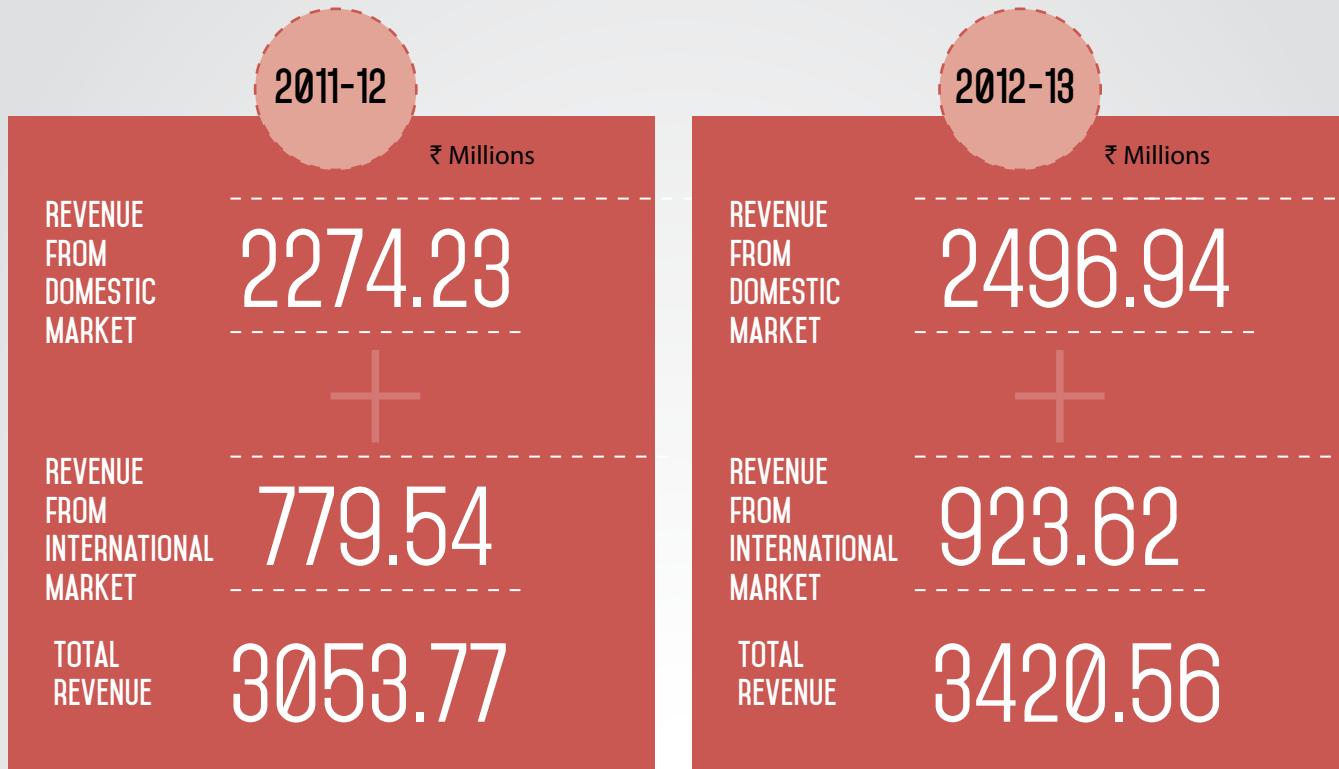 2011-12
₹ Millions
REVENUE
FROM
DOMESTIC
MARKET
2274.23
+
REVENUE
FROM
INTERNATIONAL
MARKET
779.54
TOTAL
REVENUE
3053.77
2012-13
₹ Millions
REVENUE
FROM
DOMESTIC
MARKET
2496.94
+
REVENUE
FROM
INTERNATIONAL
MARKET
923.62
TOTAL
REVENUE
3420.56